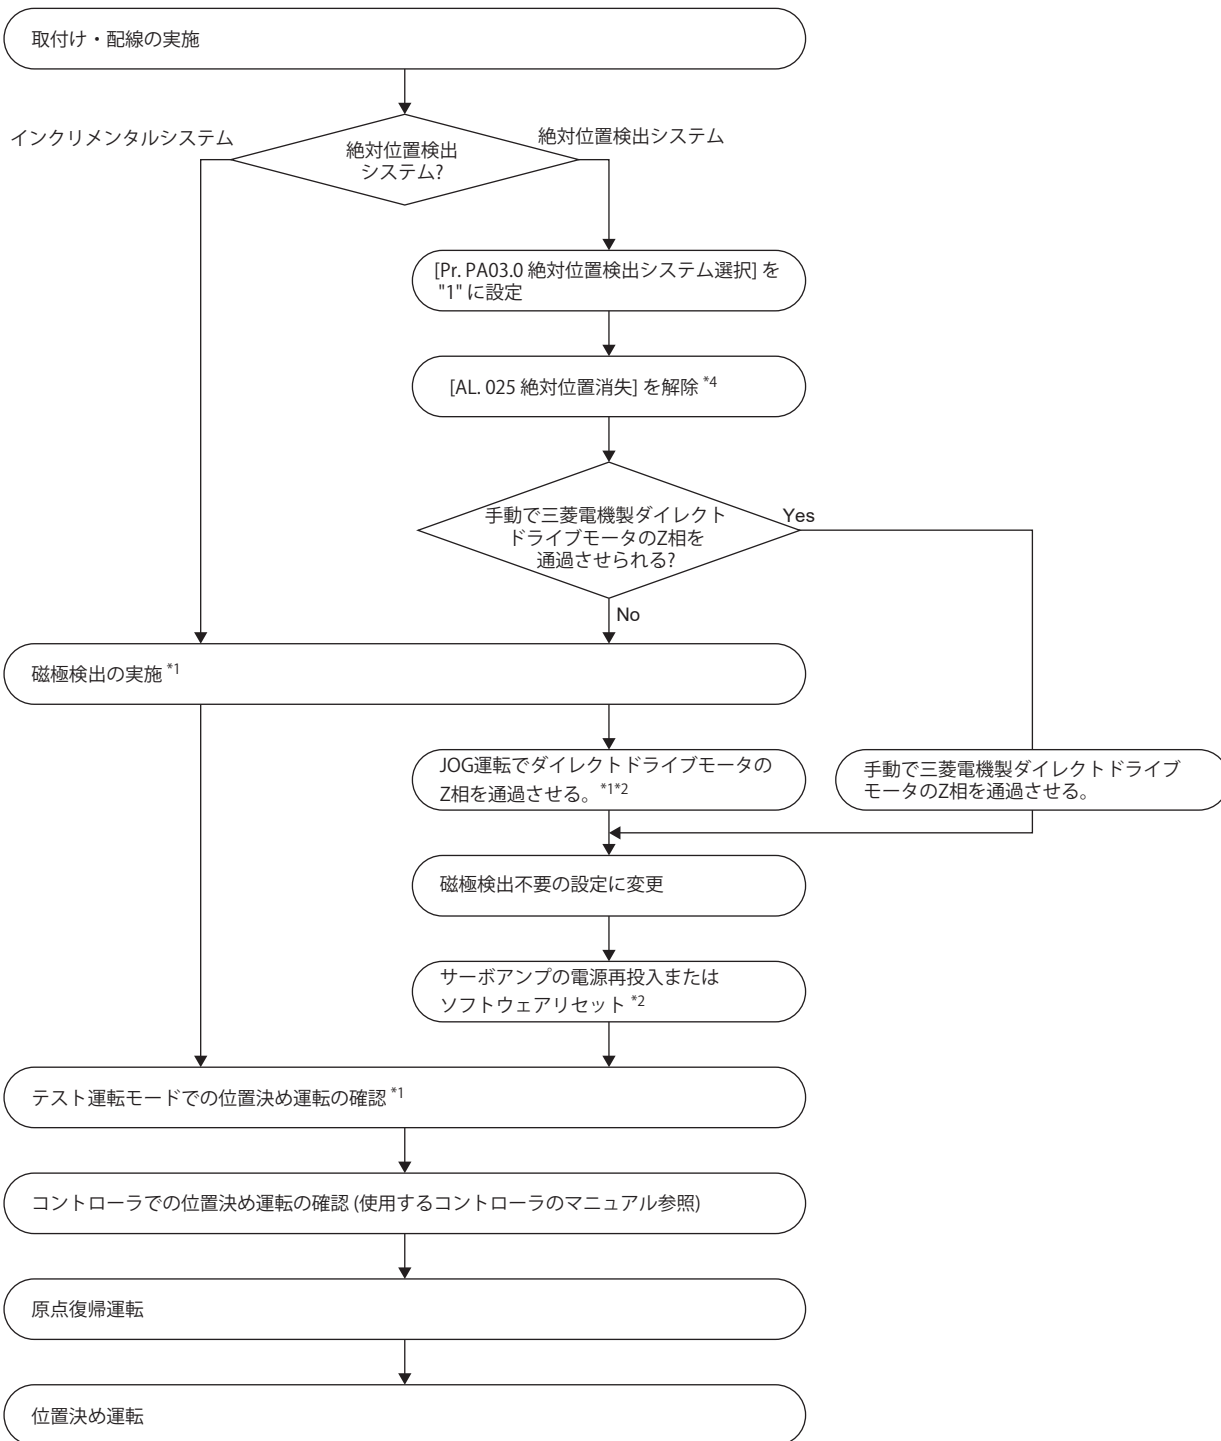 取付け・配線の実施
インクリメンタルシステム
絶対位置検出
システム?
絶対位置検出システム
[Pr. PA03.0 絶対位置検出システム選択] を
"1" に設定
[AL. 025 絶対位置消失] を解除 *4
手動で三菱電機製ダイレクト
ドライブモータのZ相を
通過させられる?
Yes
No
磁極検出の実施 *1
JOG運転でダイレクトドライブモータの
Z相を通過させる。*1*2
手動で三菱電機製ダイレクトドライブ
モータのZ相を通過させる。
磁極検出不要の設定に変更
サーボアンプの電源再投入または
ソフトウェアリセット *2
テスト運転モードでの位置決め運転の確認 *1
コントローラでの位置決め運転の確認 (使用するコントローラのマニュアル参照)
原点復帰運転
位置決め運転